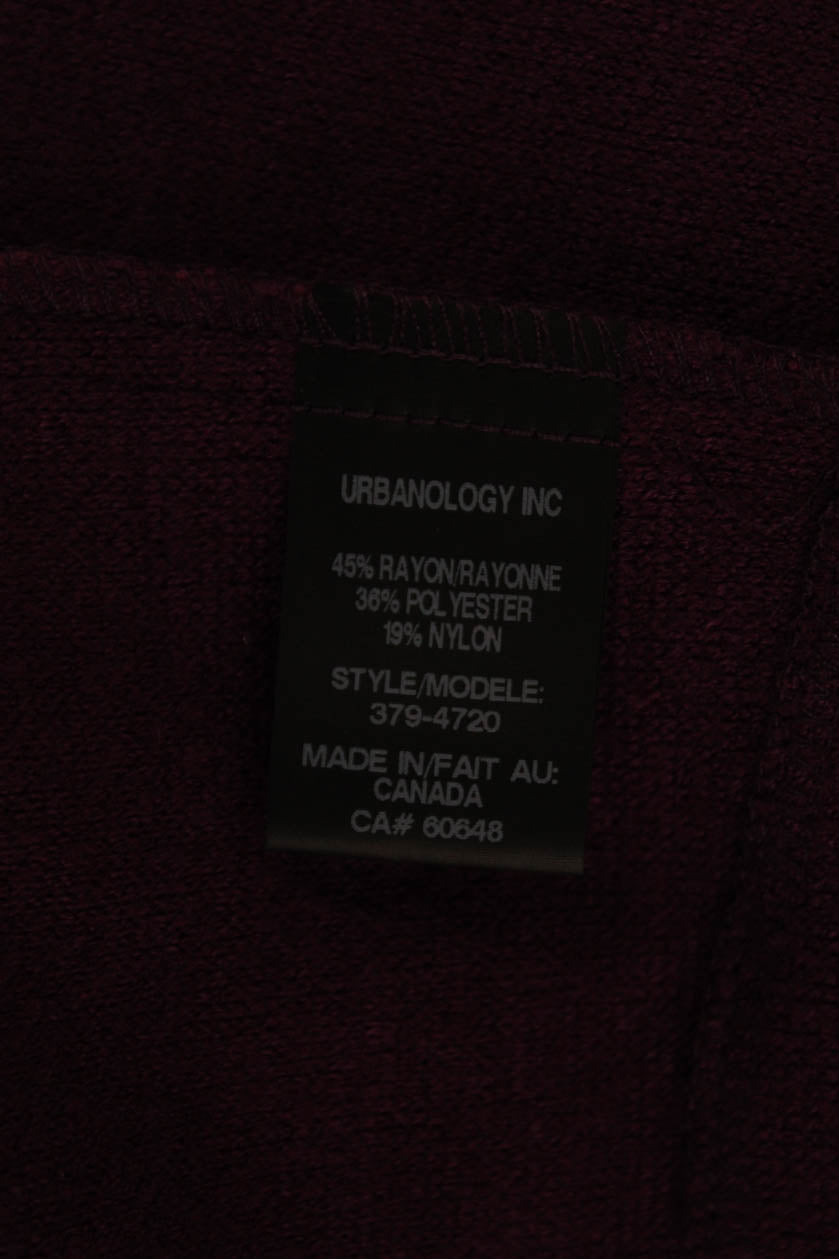 URBANOLOGY INC
45% RAYON/RAYONNE
36% POLYESTER
19% NYLON
STYLE/MODELE:
379-4720
MADE IN/FAIT AU:
CANADA
CA# 60648